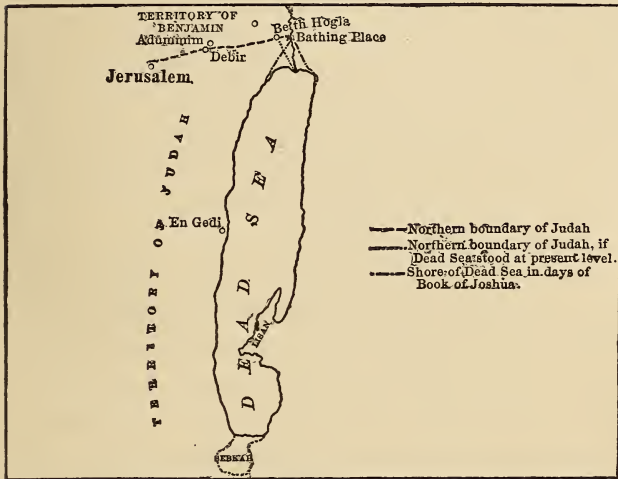 TERRITORY OF
BENJAMIN
Adummim
Beth Hogla
Bathing Place
Debir
Jerusalem.
TERRITORY OF JUDAH
En Gedi
DEAD SEA
LISAN
SEBKAH
Northern boundary of Judah
Northern boundary of Judah, if
Dead Sea stood at present level.
Shore of Dead Sea in days of
Book of Joshua.